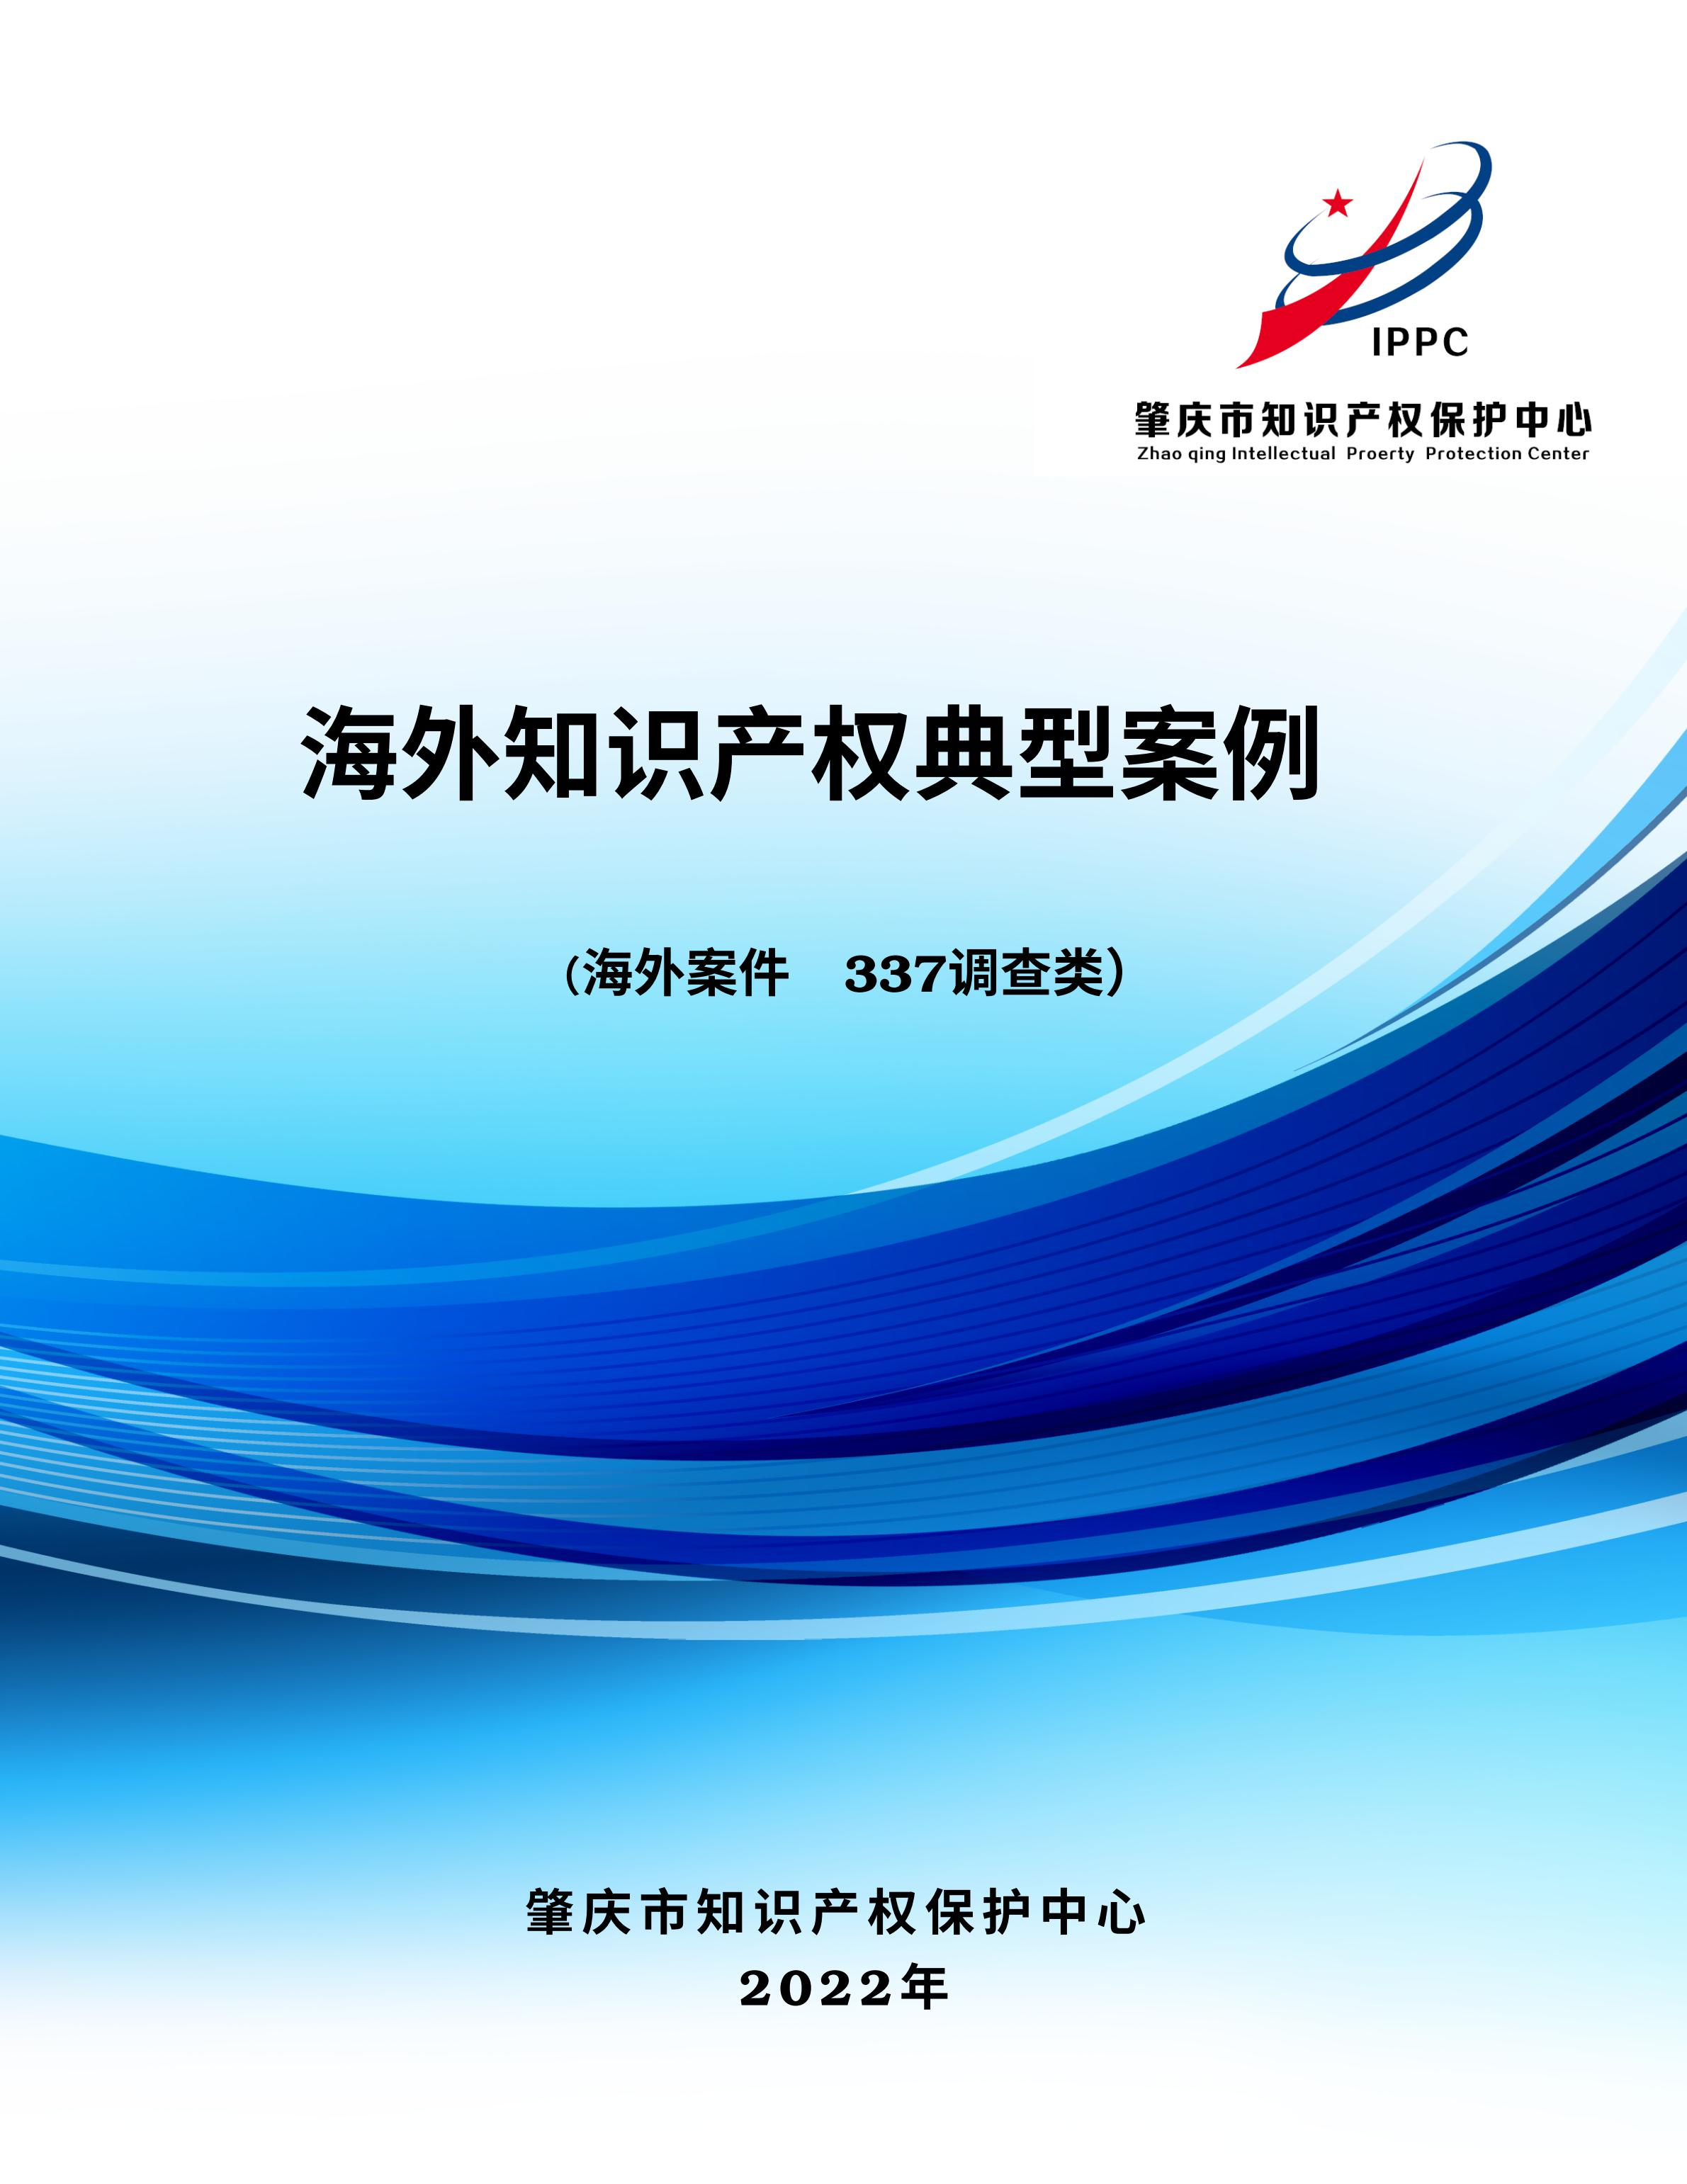 IPPC
肇庆市知识产权保护中心
Zhao qing Intellectual Proerty Protection Center
海外知识产权典型案例
（海外案件　337调查类）
肇庆市知识产权保护中心
2022年